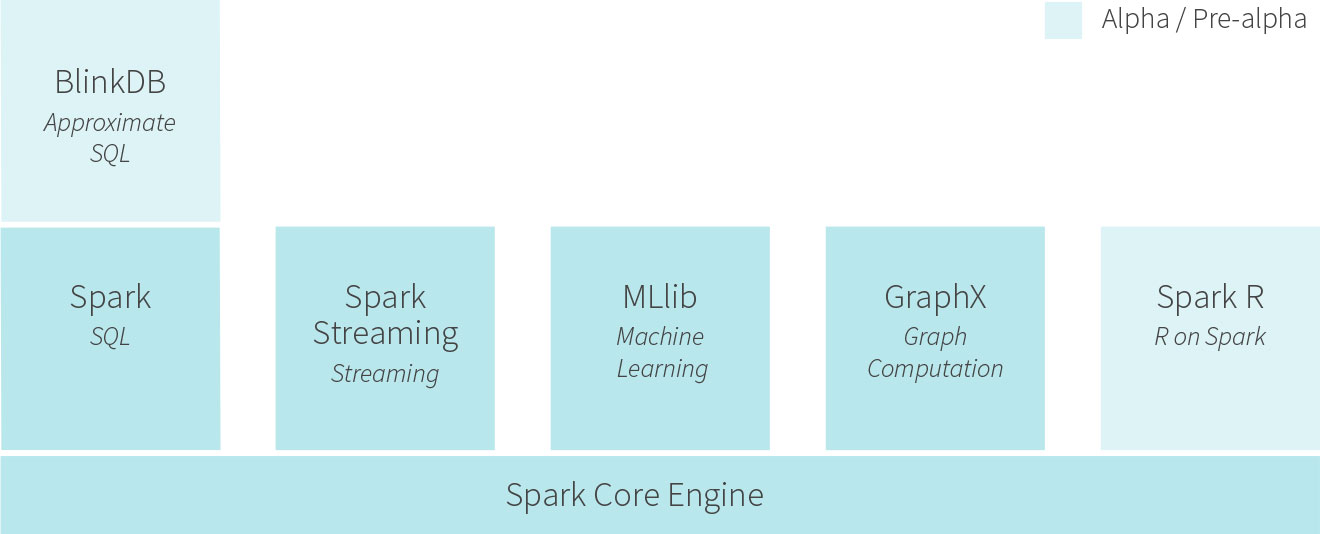 Alpha / Pre-alpha
BlinkDB
Approximate
SQL
Spark
SQL
Spark
Streaming
Streaming
MLlib
Machine
Learning
GraphX
Graph
Computation
Spark R
R on Spark
Spark Core Engine